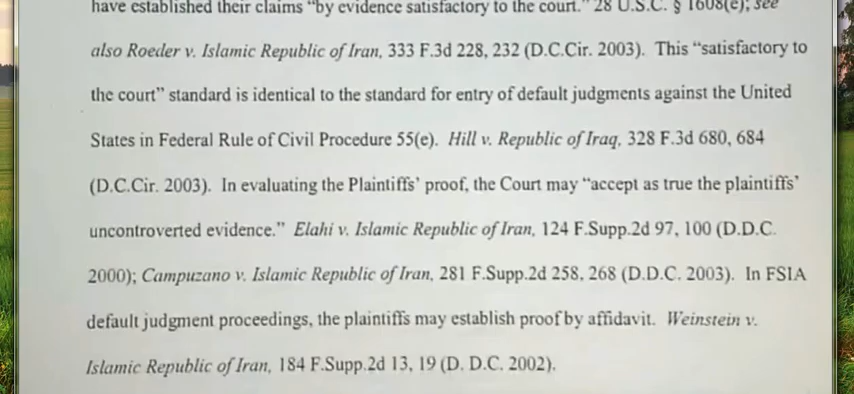 have established their claims "by evidence satisfactory to the court." 28 U.S.C. § 1608(e); see
also Roeder v. Islamic Republic of Iran, 333 F.3d 228, 232 (D.C.Cir. 2003). This "satisfactory to
the court" standard is identical to the standard for entry of default judgments against the United
States in Federal Rule of Civil Procedure 55(e). Hill v. Republic of Iraq, 328 F.3d 680, 684
(D.C.Cir. 2003). In evaluating the Plaintiffs' proof, the Court may "accept as true the plaintiffs'
uncontroverted evidence." Elahi v. Islamic Republic of Iran, 124 F.Supp.2d 97, 100 (D.D.C.
2000); Campuzano v. Islamic Republic of Iran, 281 F.Supp.2d 258, 268 (D.D.C. 2003). In FSIA
default judgment proceedings, the plaintiffs may establish proof by affidavit. Weinstein v.
Islamic Republic of Iran, 184 F.Supp.2d 13, 19 (D. D.C. 2002).